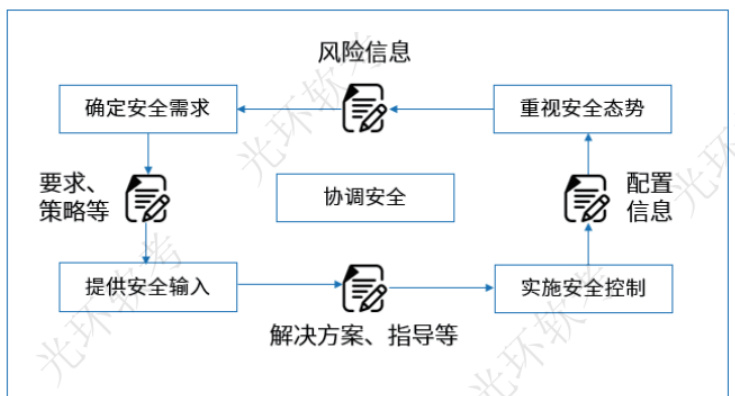 风险信息
确定安全需求
重视安全态势
要求、
策略等
协调安全
配置
信息
提供安全输入
实施安全控制
解决方案、指导等
光环软考
光环
光环软考
光环软考